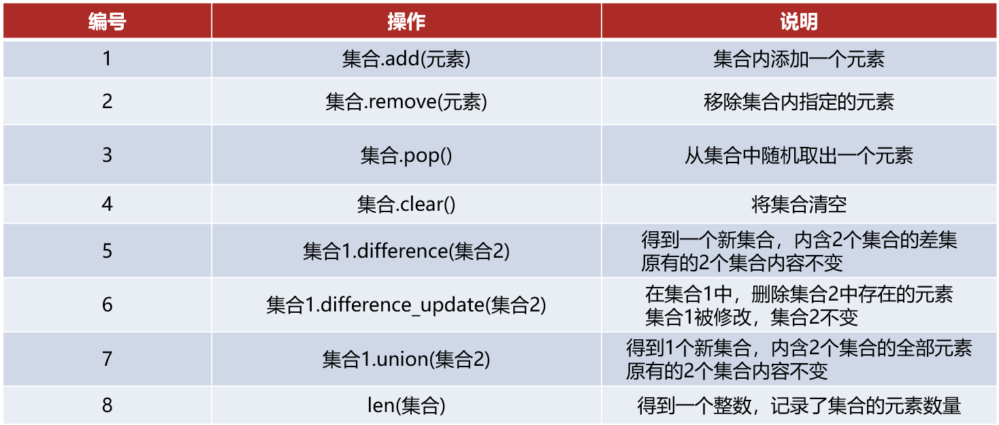 编号 操作 说明
1 集合.add(元素) 集合内添加一个元素
2 集合.remove(元素) 移除集合内指定的元素
3 集合.pop() 从集合中随机取出一个元素
4 集合.clear() 将集合清空
5 集合1.difference(集合2) 得到一个新集合，内含2个集合的差集
原有的2个集合内容不变
6 集合1.difference_update(集合2) 在集合1中，删除集合2中存在的元素
集合1被修改，集合2不变
7 集合1.union(集合2) 得到1个新集合，内含2个集合的全部元素
原有的2个集合内容不变
8 len(集合) 得到一个整数，记录了集合的元素数量